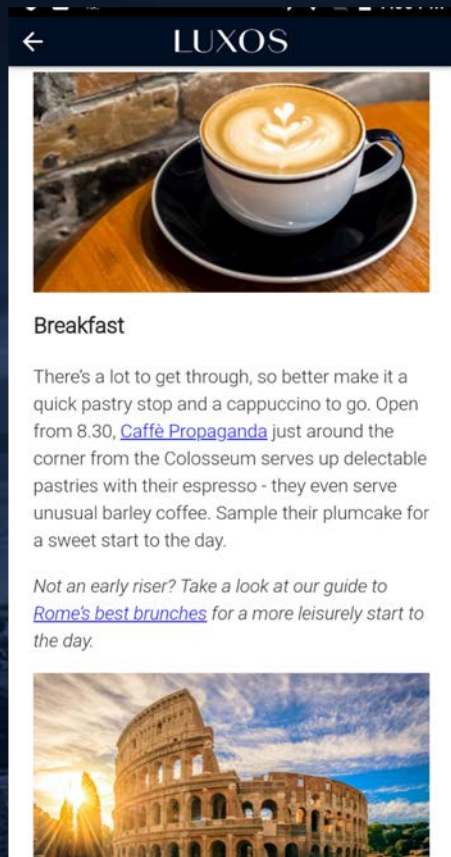 LUXOS
Breakfast
There's a lot to get through, so better make it a
quick pastry stop and a cappuccino to go. Open
from 8.30, Caffè Propaganda just around the
corner from the Colosseum serves up delectable
pastries with their espresso - they even serve
unusual barley coffee. Sample their plumcake for
a sweet start to the day.
Not an early riser? Take a look at our guide to
Rome's best brunches for a more leisurely start to
the day.